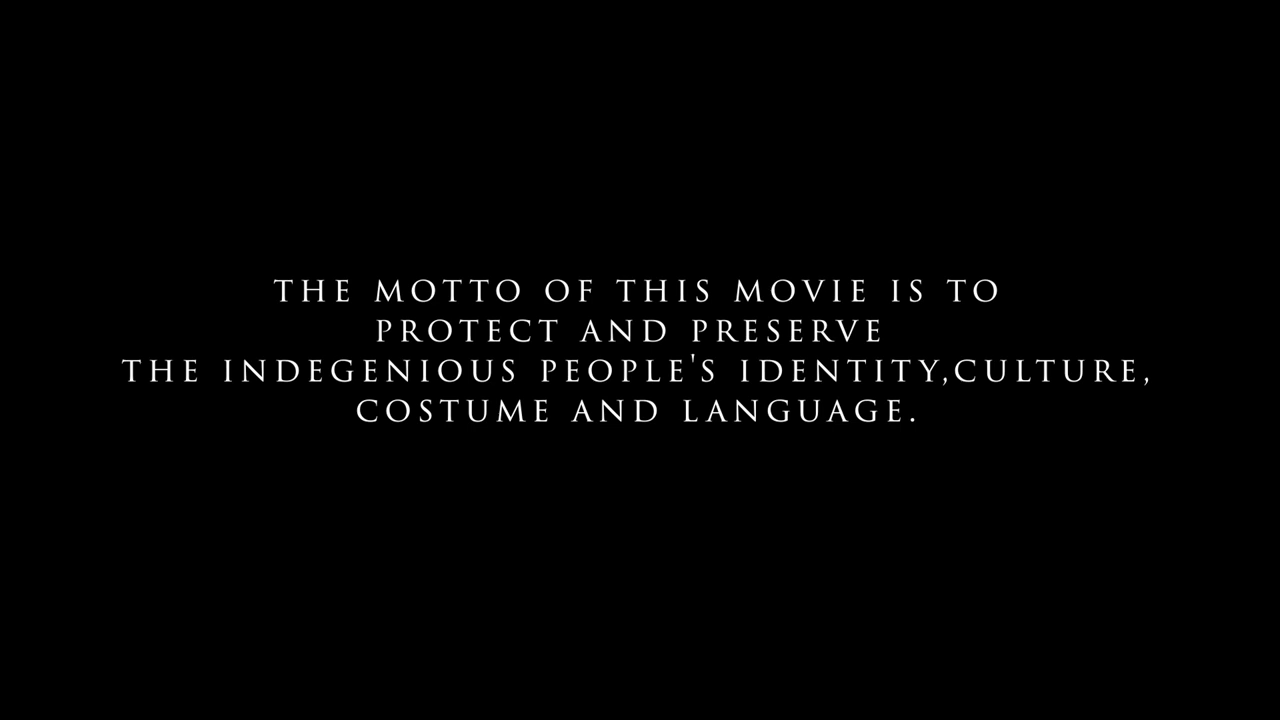 THE MOTTO OF THIS MOVIE IS TO
PROTECT AND PRESERVE
THE INDEGENIOUS PEOPLE'S IDENTITY,CULTURE,
COSTUME AND LANGUAGE.